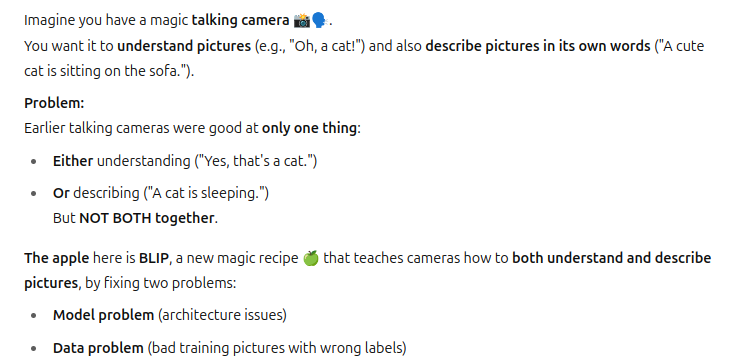 Imagine you have a magic talking camera 📸🗣️.
You want it to understand pictures (e.g., "Oh, a cat!") and also describe pictures in its own words ("A cute
cat is sitting on the sofa.").
Problem:
Earlier talking cameras were good at only one thing:
• Either understanding ("Yes, that's a cat.")
• Or describing ("A cat is sleeping.")
But NOT BOTH together.
The apple here is BLIP, a new magic recipe 🍏 that teaches cameras how to both understand and describe
pictures, by fixing two problems:
• Model problem (architecture issues)
• Data problem (bad training pictures with wrong labels)